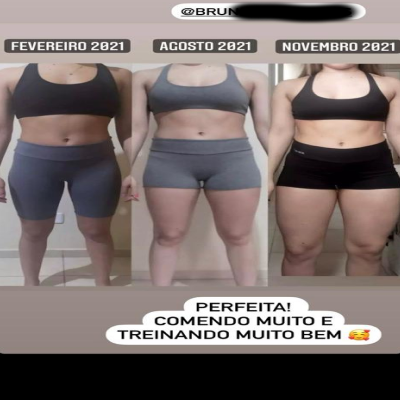 @BRUN
FEVEREIRO 2021 AGOSTO 2021 NOVEMBRO 2021
PERFEITA!
COMENDO MUITO E
TREINANDO MUITO BEM 🥰